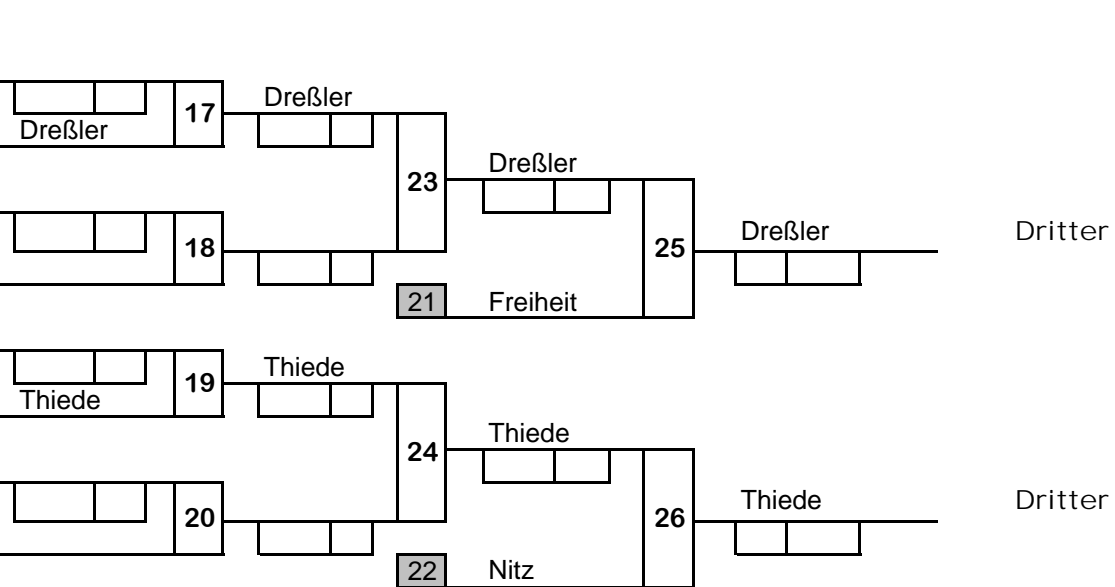 Dreßler
17
Dreßler
23
Dreßler
18
25
Dreßler
Dritter
21
Freiheit
Thiede
19
Thiede
24
Thiede
20
26
Thiede
Dritter
22
Nitz